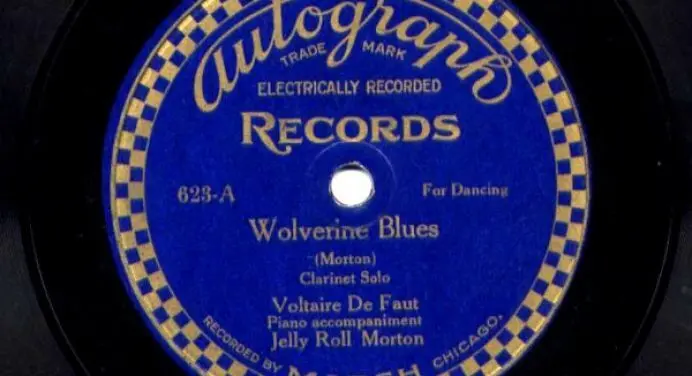 Autograph
TRADE MARK
ELECTRICALLY RECORDED
RECORDS
623-A For Dancing
Wolverine Blues
(Morton)
Clarinet Solo
Voltaire De Faut
Piano accompaniment
Jelly Roll Morton
RECORDED BY MARSH CHICAGO.